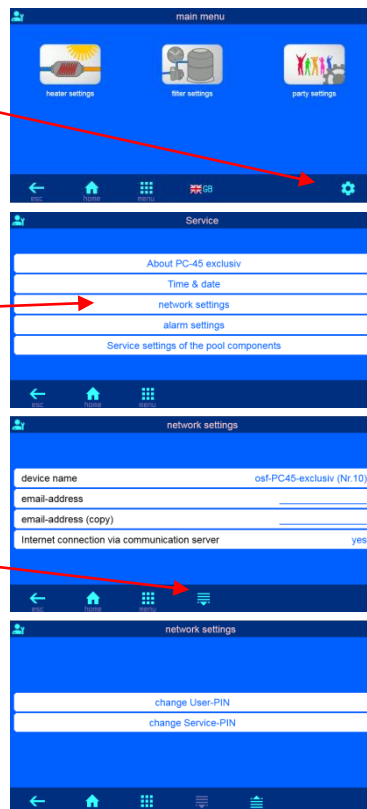 main menu
heater settings
filter settings
party settings
esc
home
menu
GB
Service
About PC-45 exclusiv
Time & date
network settings
alarm settings
Service settings of the pool components
esc
home
menu
network settings
device name osf-PC45-exclusiv (Nr.10)
email-address
email-address (copy)
Internet connection via communication server yes
esc
home
menu
network settings
change User-PIN
change Service-PIN